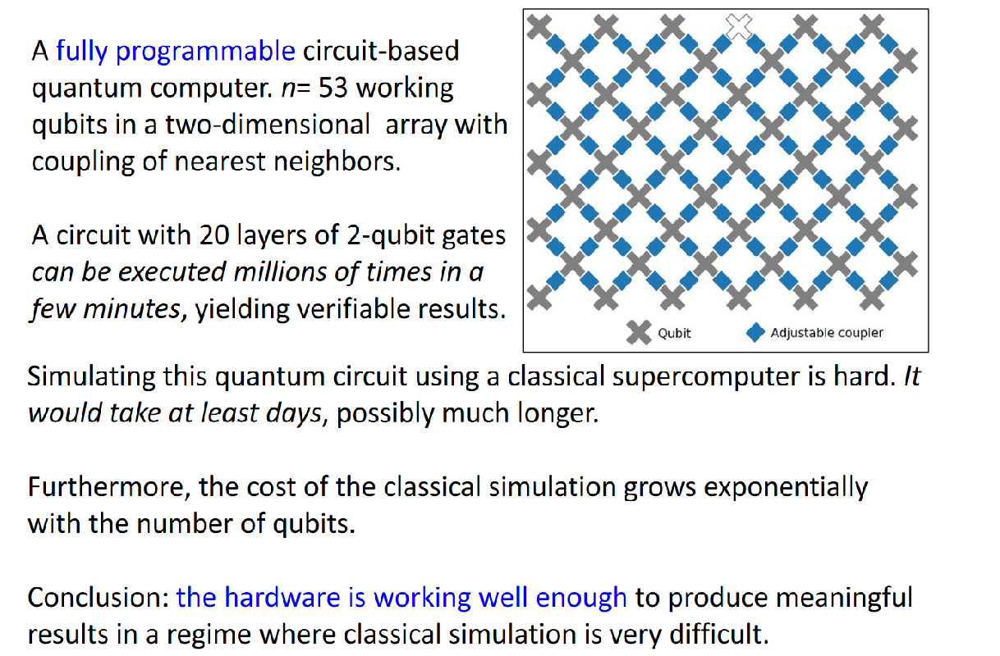 A fully programmable circuit-based
quantum computer. n= 53 working
qubits in a two-dimensional array with
coupling of nearest neighbors.
A circuit with 20 layers of 2-qubit gates
can be executed millions of times in a
few minutes, yielding verifiable results.
Qubit
Adjustable coupler
Simulating this quantum circuit using a classical supercomputer is hard. It
would take at least days, possibly much longer.
Furthermore, the cost of the classical simulation grows exponentially
with the number of qubits.
Conclusion: the hardware is working well enough to produce meaningful
results in a regime where classical simulation is very difficult.